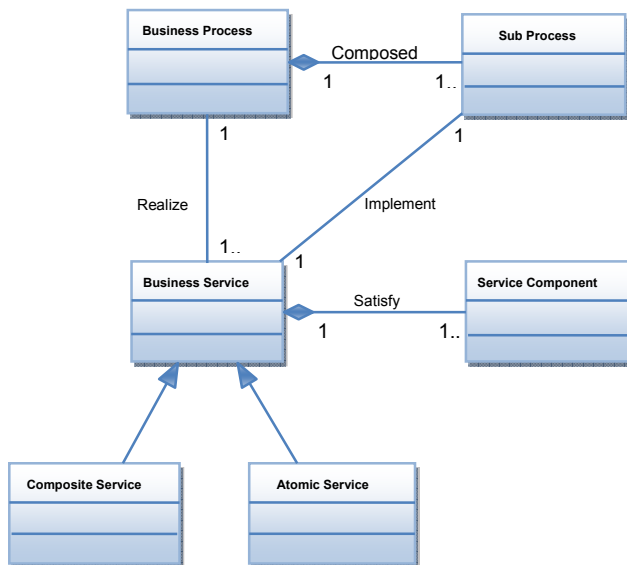 Business Process
Composed
Sub Process
1
1..
1
1
Realize
Implement
1..
1
Business Service
Satisfy
Service Component
1
1..
Composite Service
Atomic Service